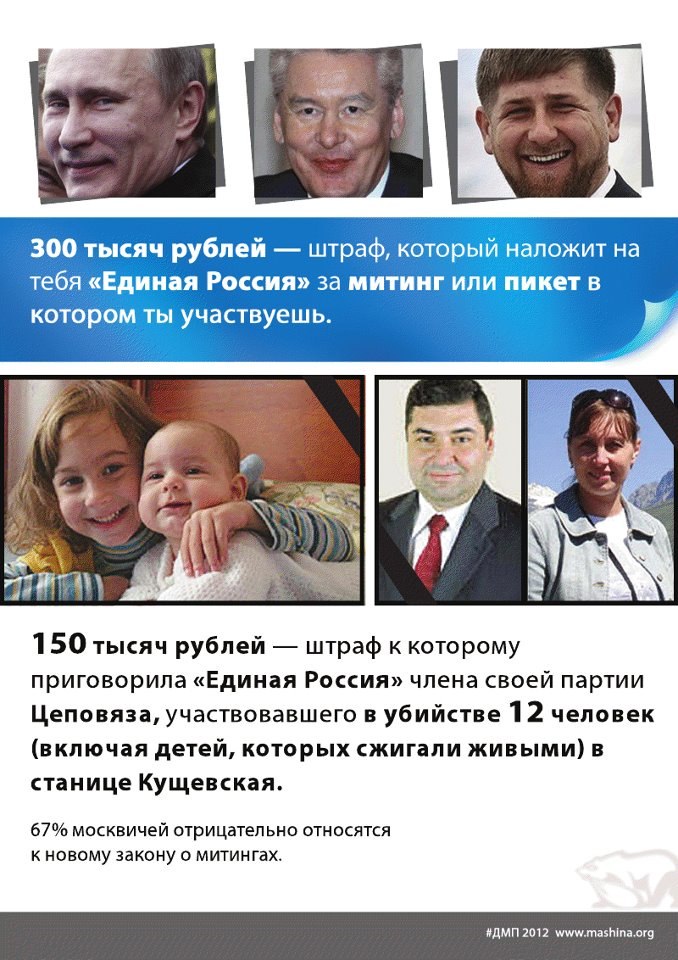 300 тысяч рублей — штраф, который наложит на
тебя «Единая Россия» за митинг или пикет в
котором ты участвуешь.
150 тысяч рублей — штраф к которому
приговорила «Единая Россия» члена своей партии
Цеповяза, участвовавшего в убийстве 12 человек
(включая детей, которых сжигали живыми) в
станице Кущевская.
67% москвичей отрицательно относятся
к новому закону о митингах.
#ДМП 2012 www.mashina.org